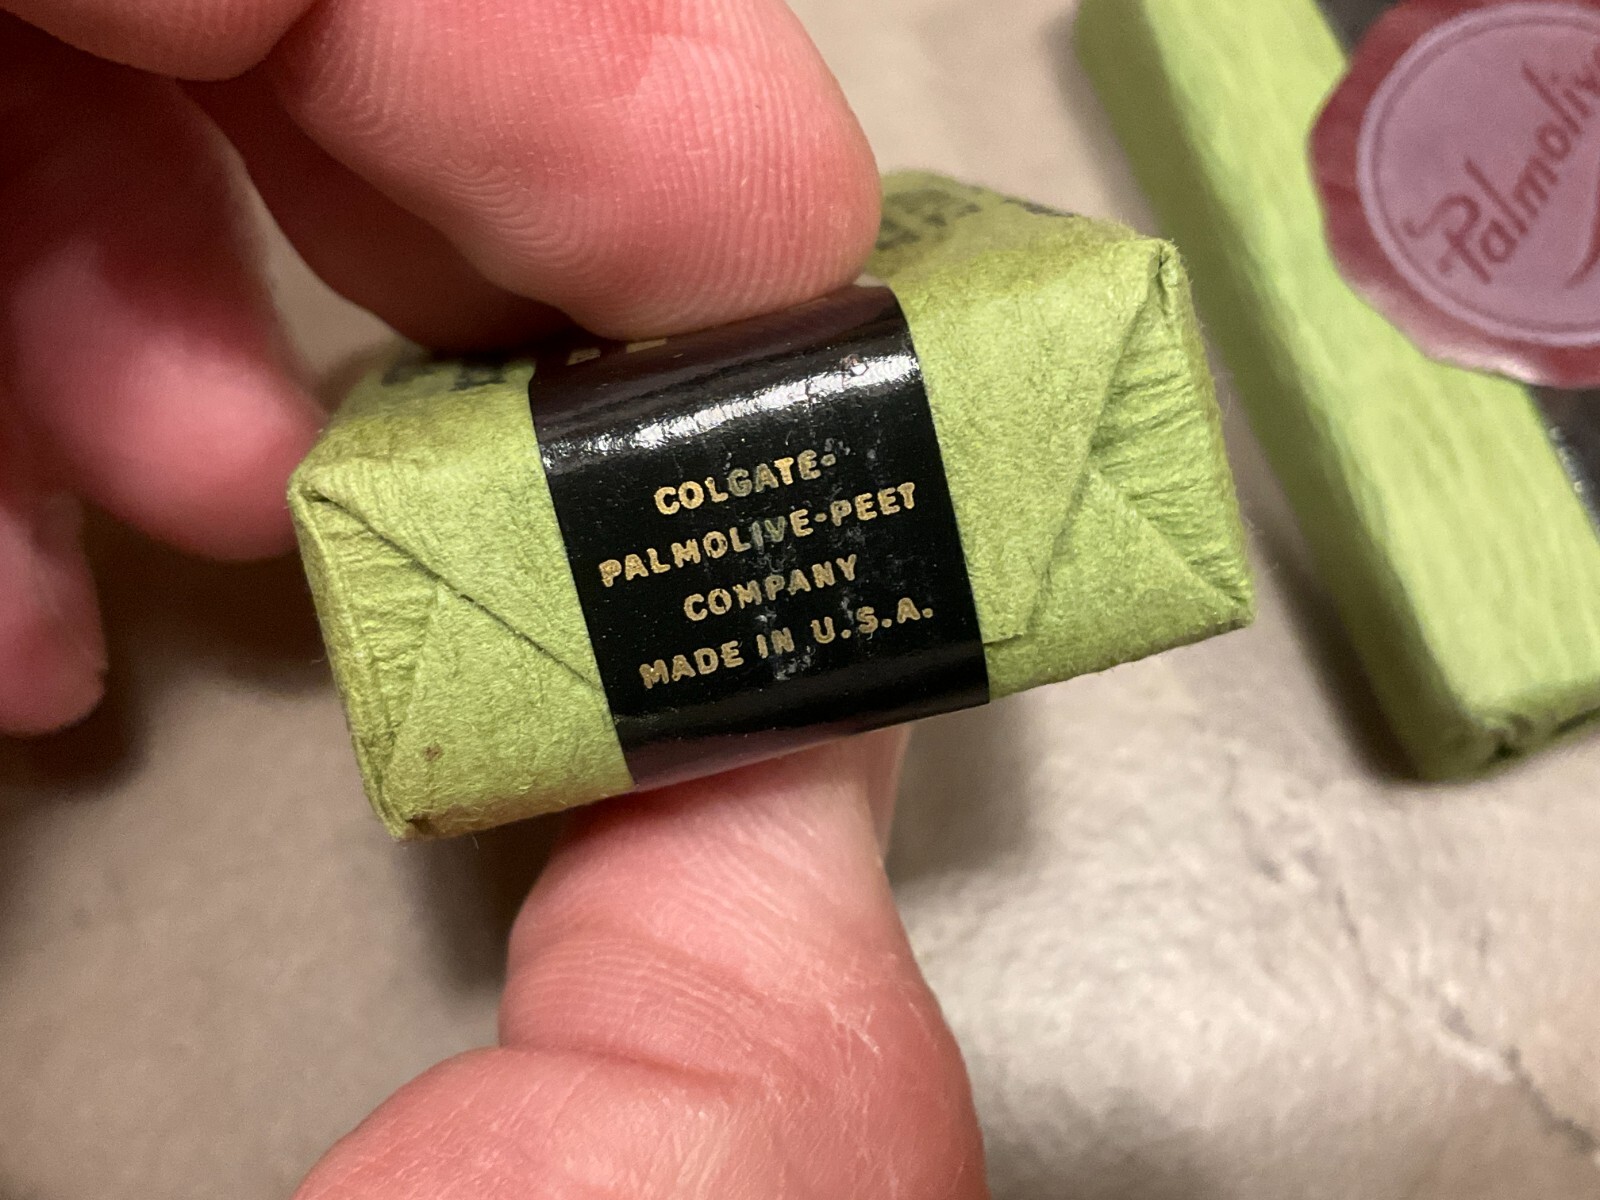 COLGATE-
PALMOLIVE-PEET
COMPANY
MADE IN U.S.A.
Palmolive